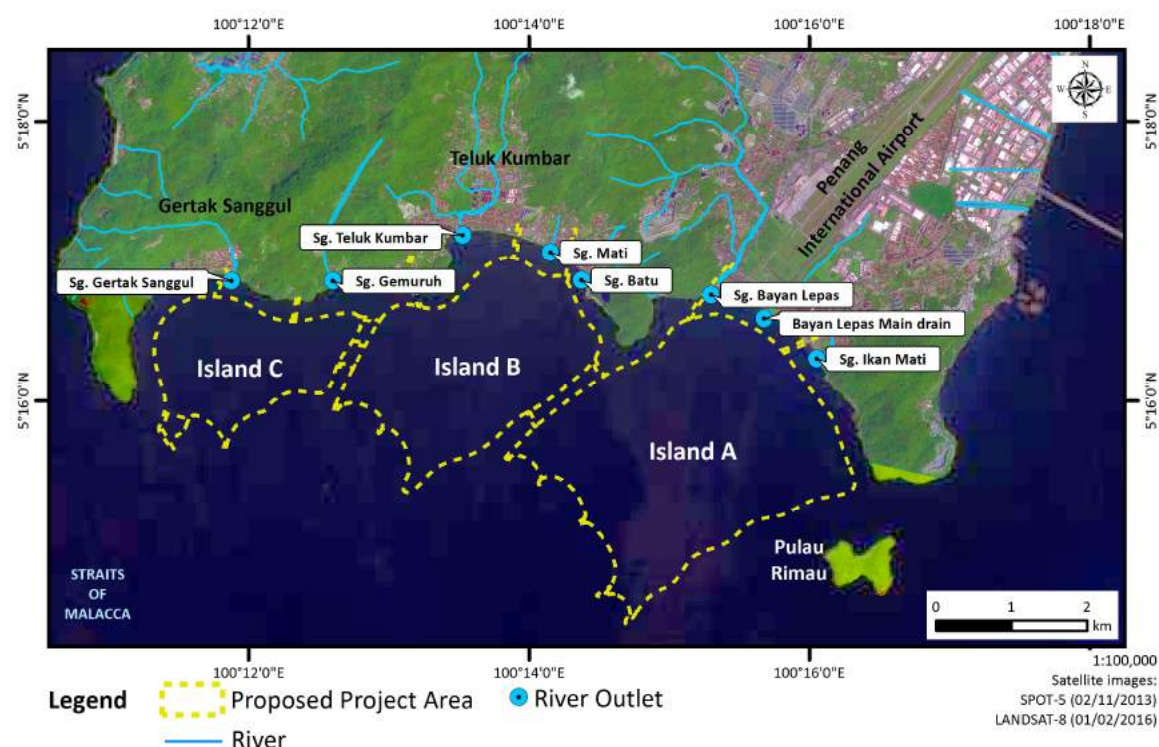 100°12'0"E
100°14'0"E
100°16'0"E
100°18'0"E
5°18'0"N
5°18'0"N
N
W
E
S
Teluk Kumbar
Penang
International Airport
Gertak Sanggul
Sg. Teluk Kumbar
Sg. Mati
Sg. Gertak Sanggul
Sg. Gemuruh
Sg. Batu
Sg. Bayan Lepas
Bayan Lepas Main drain
Sg. Ikan Mati
Island C
Island B
5°16'0"N
5°16'0"N
Island A
Pulau
Rimau
STRAITS
OF
MALACCA
0 1 2
km
100°12'0"E
100°14'0"E
100°16'0"E
1:100,000
Satellite images:
SPOT-5 (02/11/2013)
LANDSAT-8 (01/02/2016)
Legend
Proposed Project Area
River Outlet
River